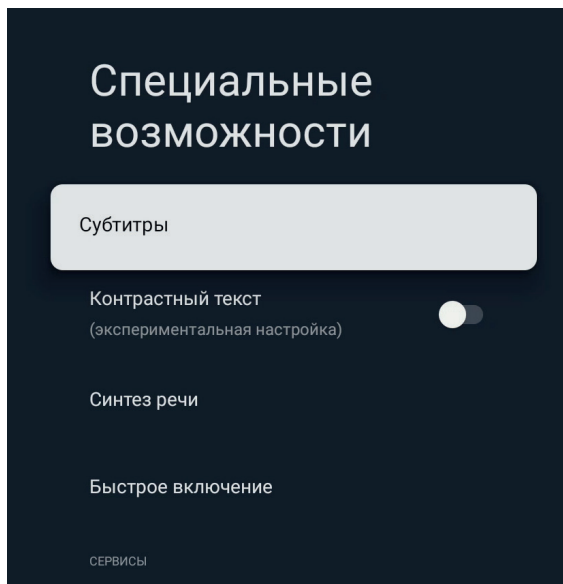 Специальные
возможности
Субтитры
Контрастный текст
(экспериментальная настройка)
Синтез речи
Быстрое включение
СЕРВИСЫ